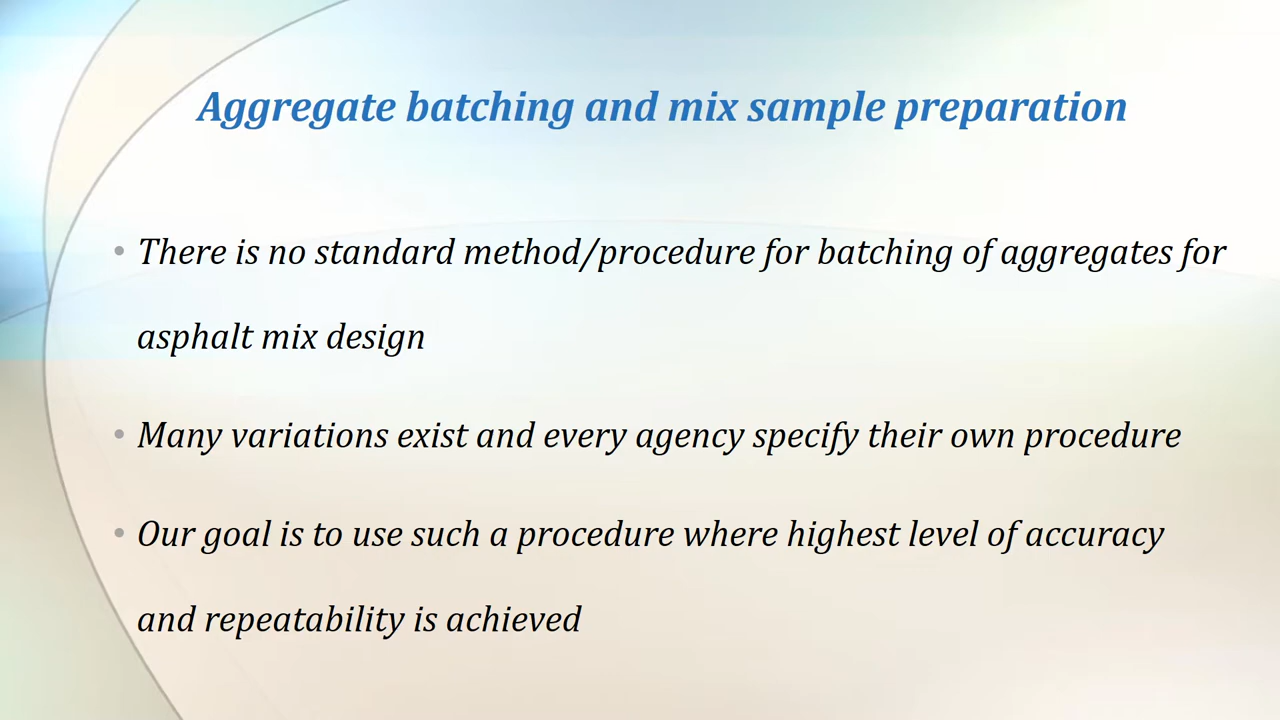 Aggregate batching and mix sample preparation
• There is no standard method/procedure for batching of aggregates for
asphalt mix design
• Many variations exist and every agency specify their own procedure
• Our goal is to use such a procedure where highest level of accuracy
and repeatability is achieved